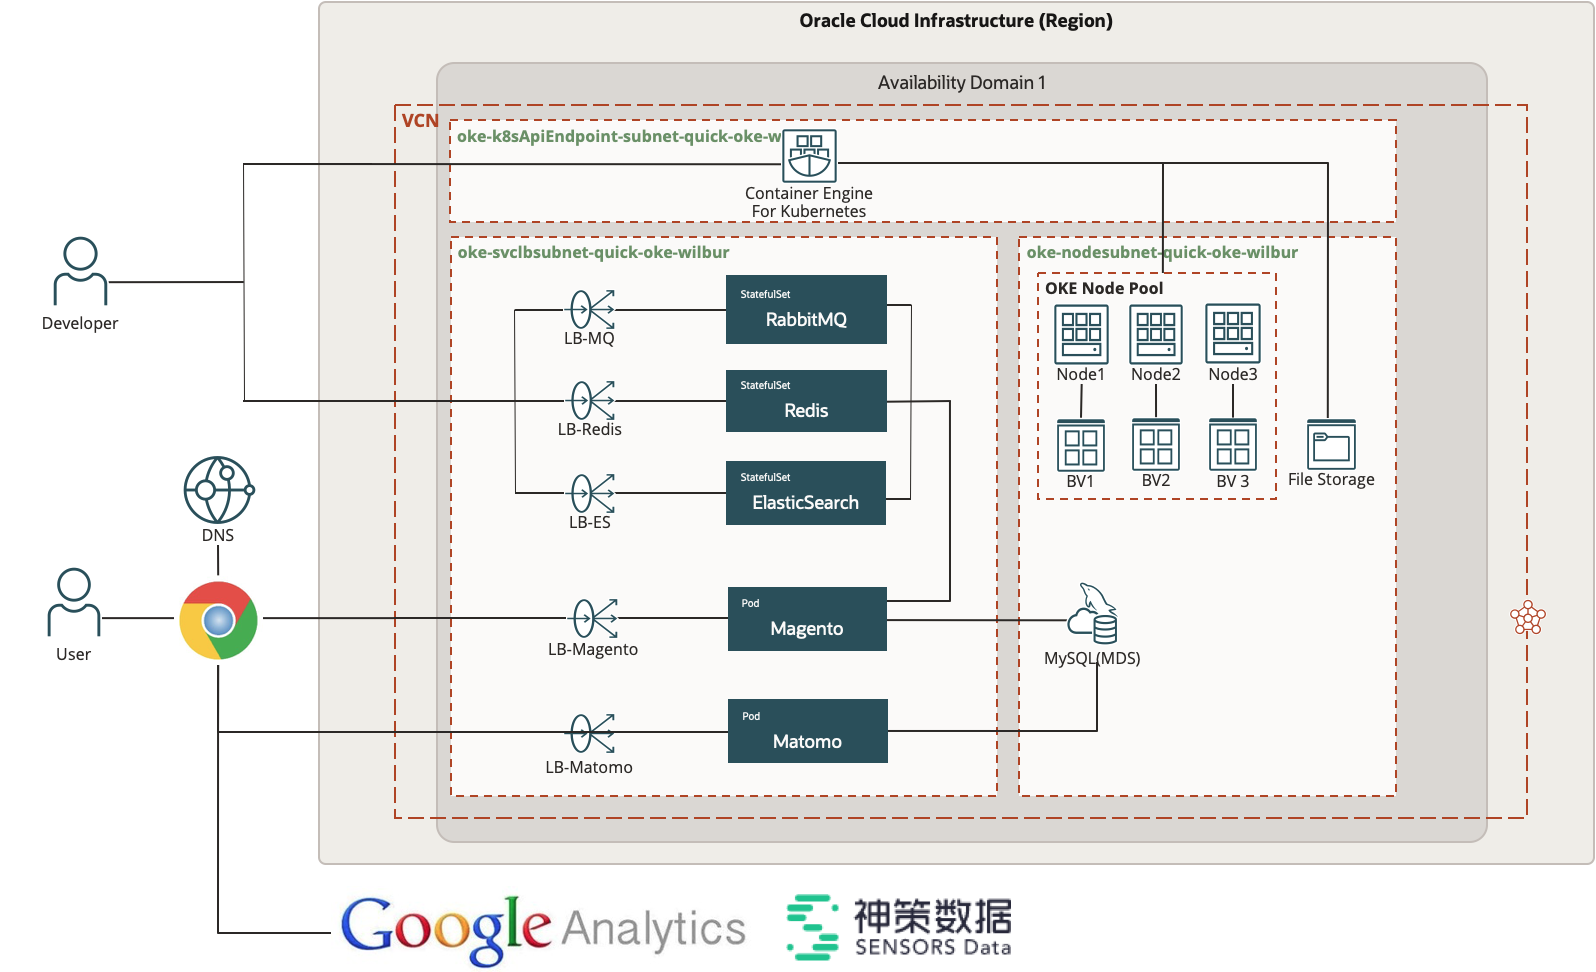 Oracle Cloud Infrastructure (Region)
Availability Domain 1
VCN
oke-k8sApiEndpoint-subnet-quick-oke-w
Container Engine
For Kubernetes
oke-svclbsubnet-quick-oke-wilbur
oke-nodesubnet-quick-oke-wilbur
OKE Node Pool
Node1
Node2
Node3
BV1
BV2
BV 3
File Storage
Developer
LB-MQ
StatefulSet
RabbitMQ
LB-Redis
StatefulSet
Redis
LB-ES
StatefulSet
ElasticSearch
DNS
User
LB-Magento
Pod
Magento
MySQL(MDS)
LB-Matomo
Pod
Matomo
Google Analytics
神策数据
SENSORS Data